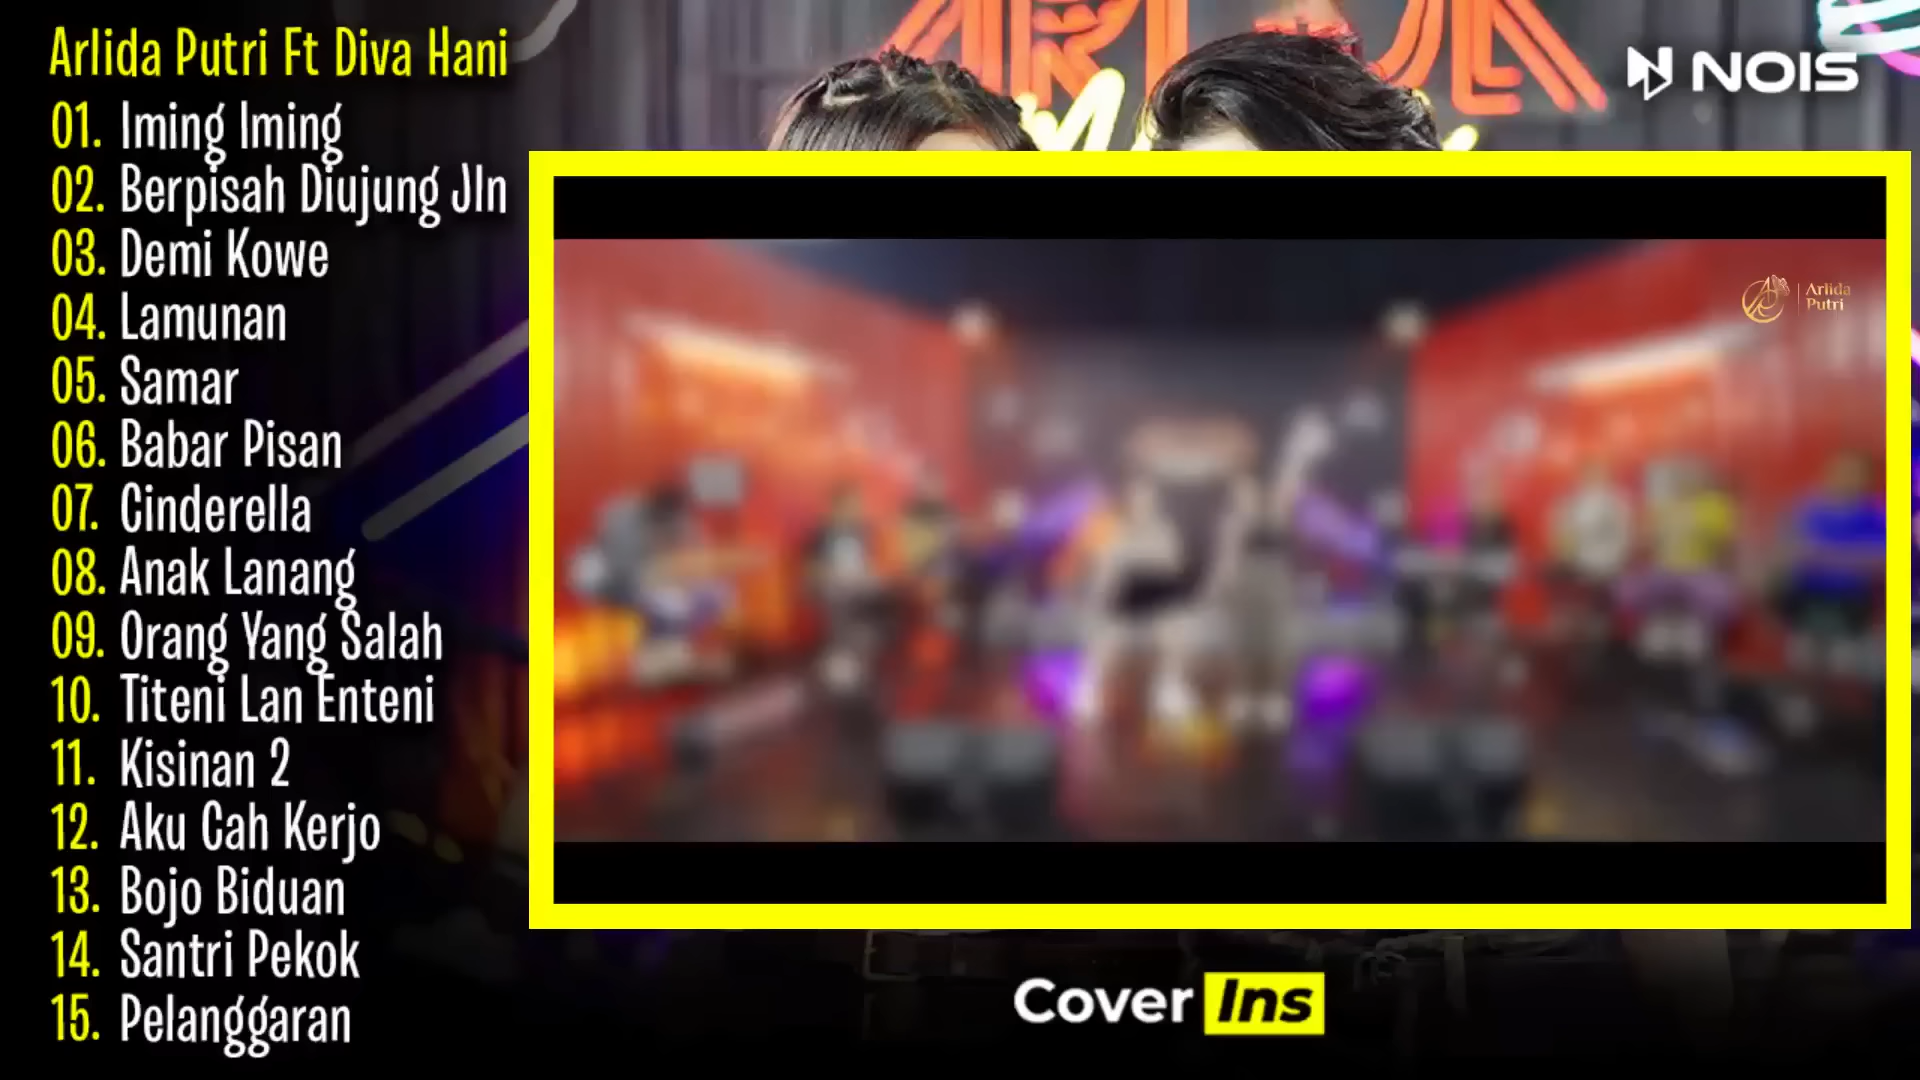 Arlida Putri Ft Diva Hani
01. Iming Iming
02. Berpisah Diujung Jln
03. Demi Kowe
04. Lamunan
05. Samar
06. Babar Pisan
07. Cinderella
08. Anak Lanang
09. Orang Yang Salah
10. Titeni Lan Enteni
11. Kisinan 2
12. Aku Cah Kerjo
13. Bojo Biduan
14. Santri Pekok
15. Pelanggaran
NOIS
Arlida
Putri
Cover Ins